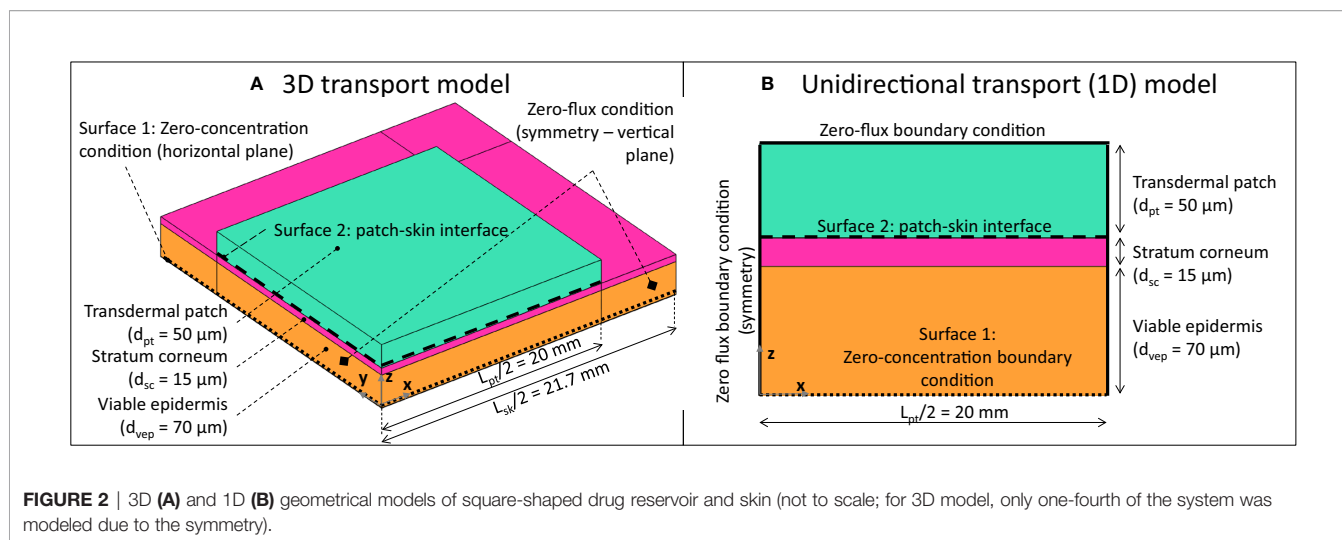 A 3D transport model
Surface 1: Zero-concentration
condition (horizontal plane)
Zero-flux condition
(symmetry – vertical
plane)
Surface 2: patch-skin interface
Transdermal patch
(dpt = 50 µm)
Stratum corneum
(dsc = 15 µm)
Viable epidermis
(dvep = 70 µm)
y z x
Lpt/2 = 20 mm
Lsk/2 = 21.7 mm
B Unidirectional transport (1D) model
Zero-flux boundary condition
Zero flux boundary condition
(symmetry)
Surface 2: patch-skin interface
Surface 1:
Zero-concentration boundary
condition
z
x
Lpt/2 = 20 mm
Transdermal patch
(dpt = 50 µm)
Stratum corneum
(dsc = 15 µm)
Viable epidermis
(dvep = 70 µm)
FIGURE 2 | 3D (A) and 1D (B) geometrical models of square-shaped drug reservoir and skin (not to scale; for 3D model, only one-fourth of the system was
modeled due to the symmetry).